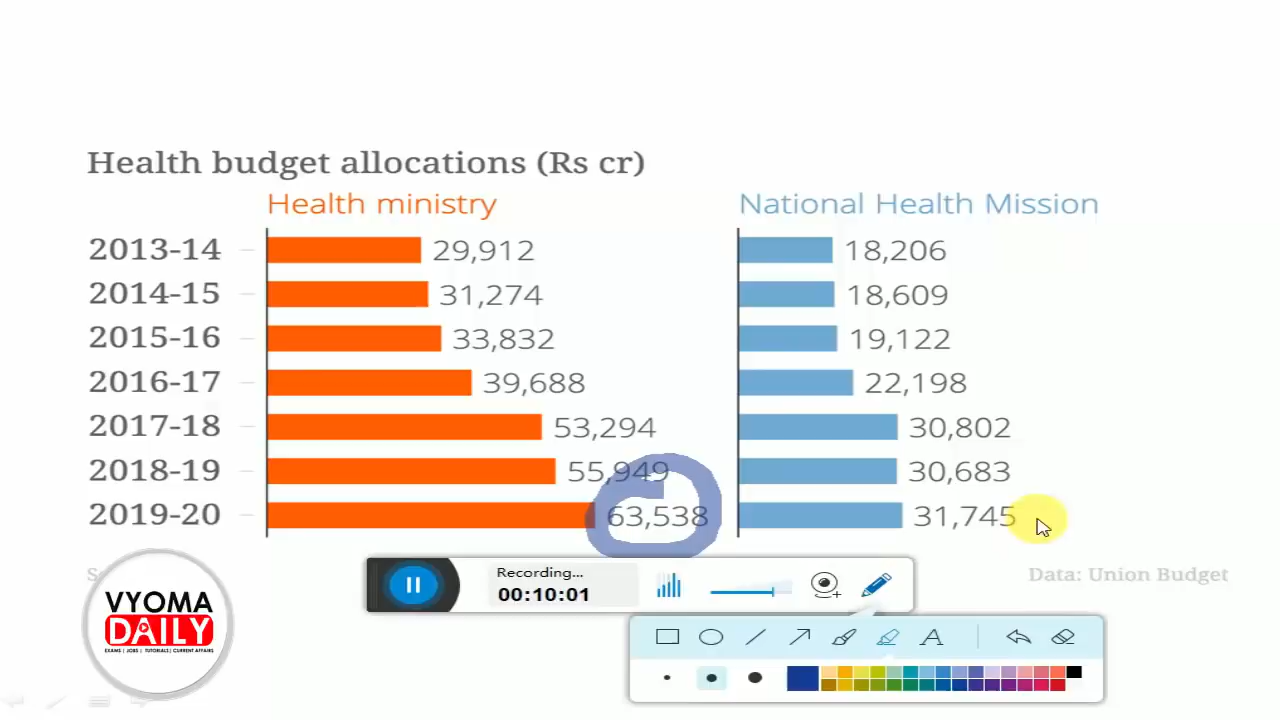 Health budget allocations (Rs cr)
Health ministry National Health Mission
2013-14 29,912 18,206
2014-15 31,274 18,609
2015-16 33,832 19,122
2016-17 39,688 22,198
2017-18 53,294 30,802
2018-19 55,949 30,683
2019-20 63,538 31,745
Data: Union Budget
Recording...
00:10:01
VYOMA
DAILY
EXAMS | JOBS | TUTORIALS | CURRENT AFFAIRS
A